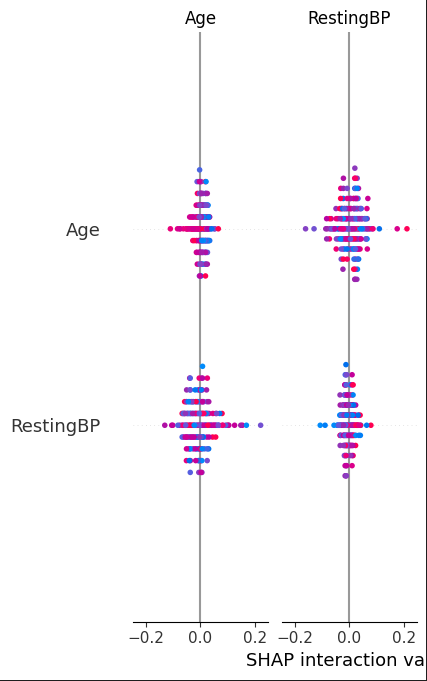 Age RestingBP
Age
RestingBP
−0.2 0.0 0.2 −0.2 0.0 0.2
SHAP interaction va